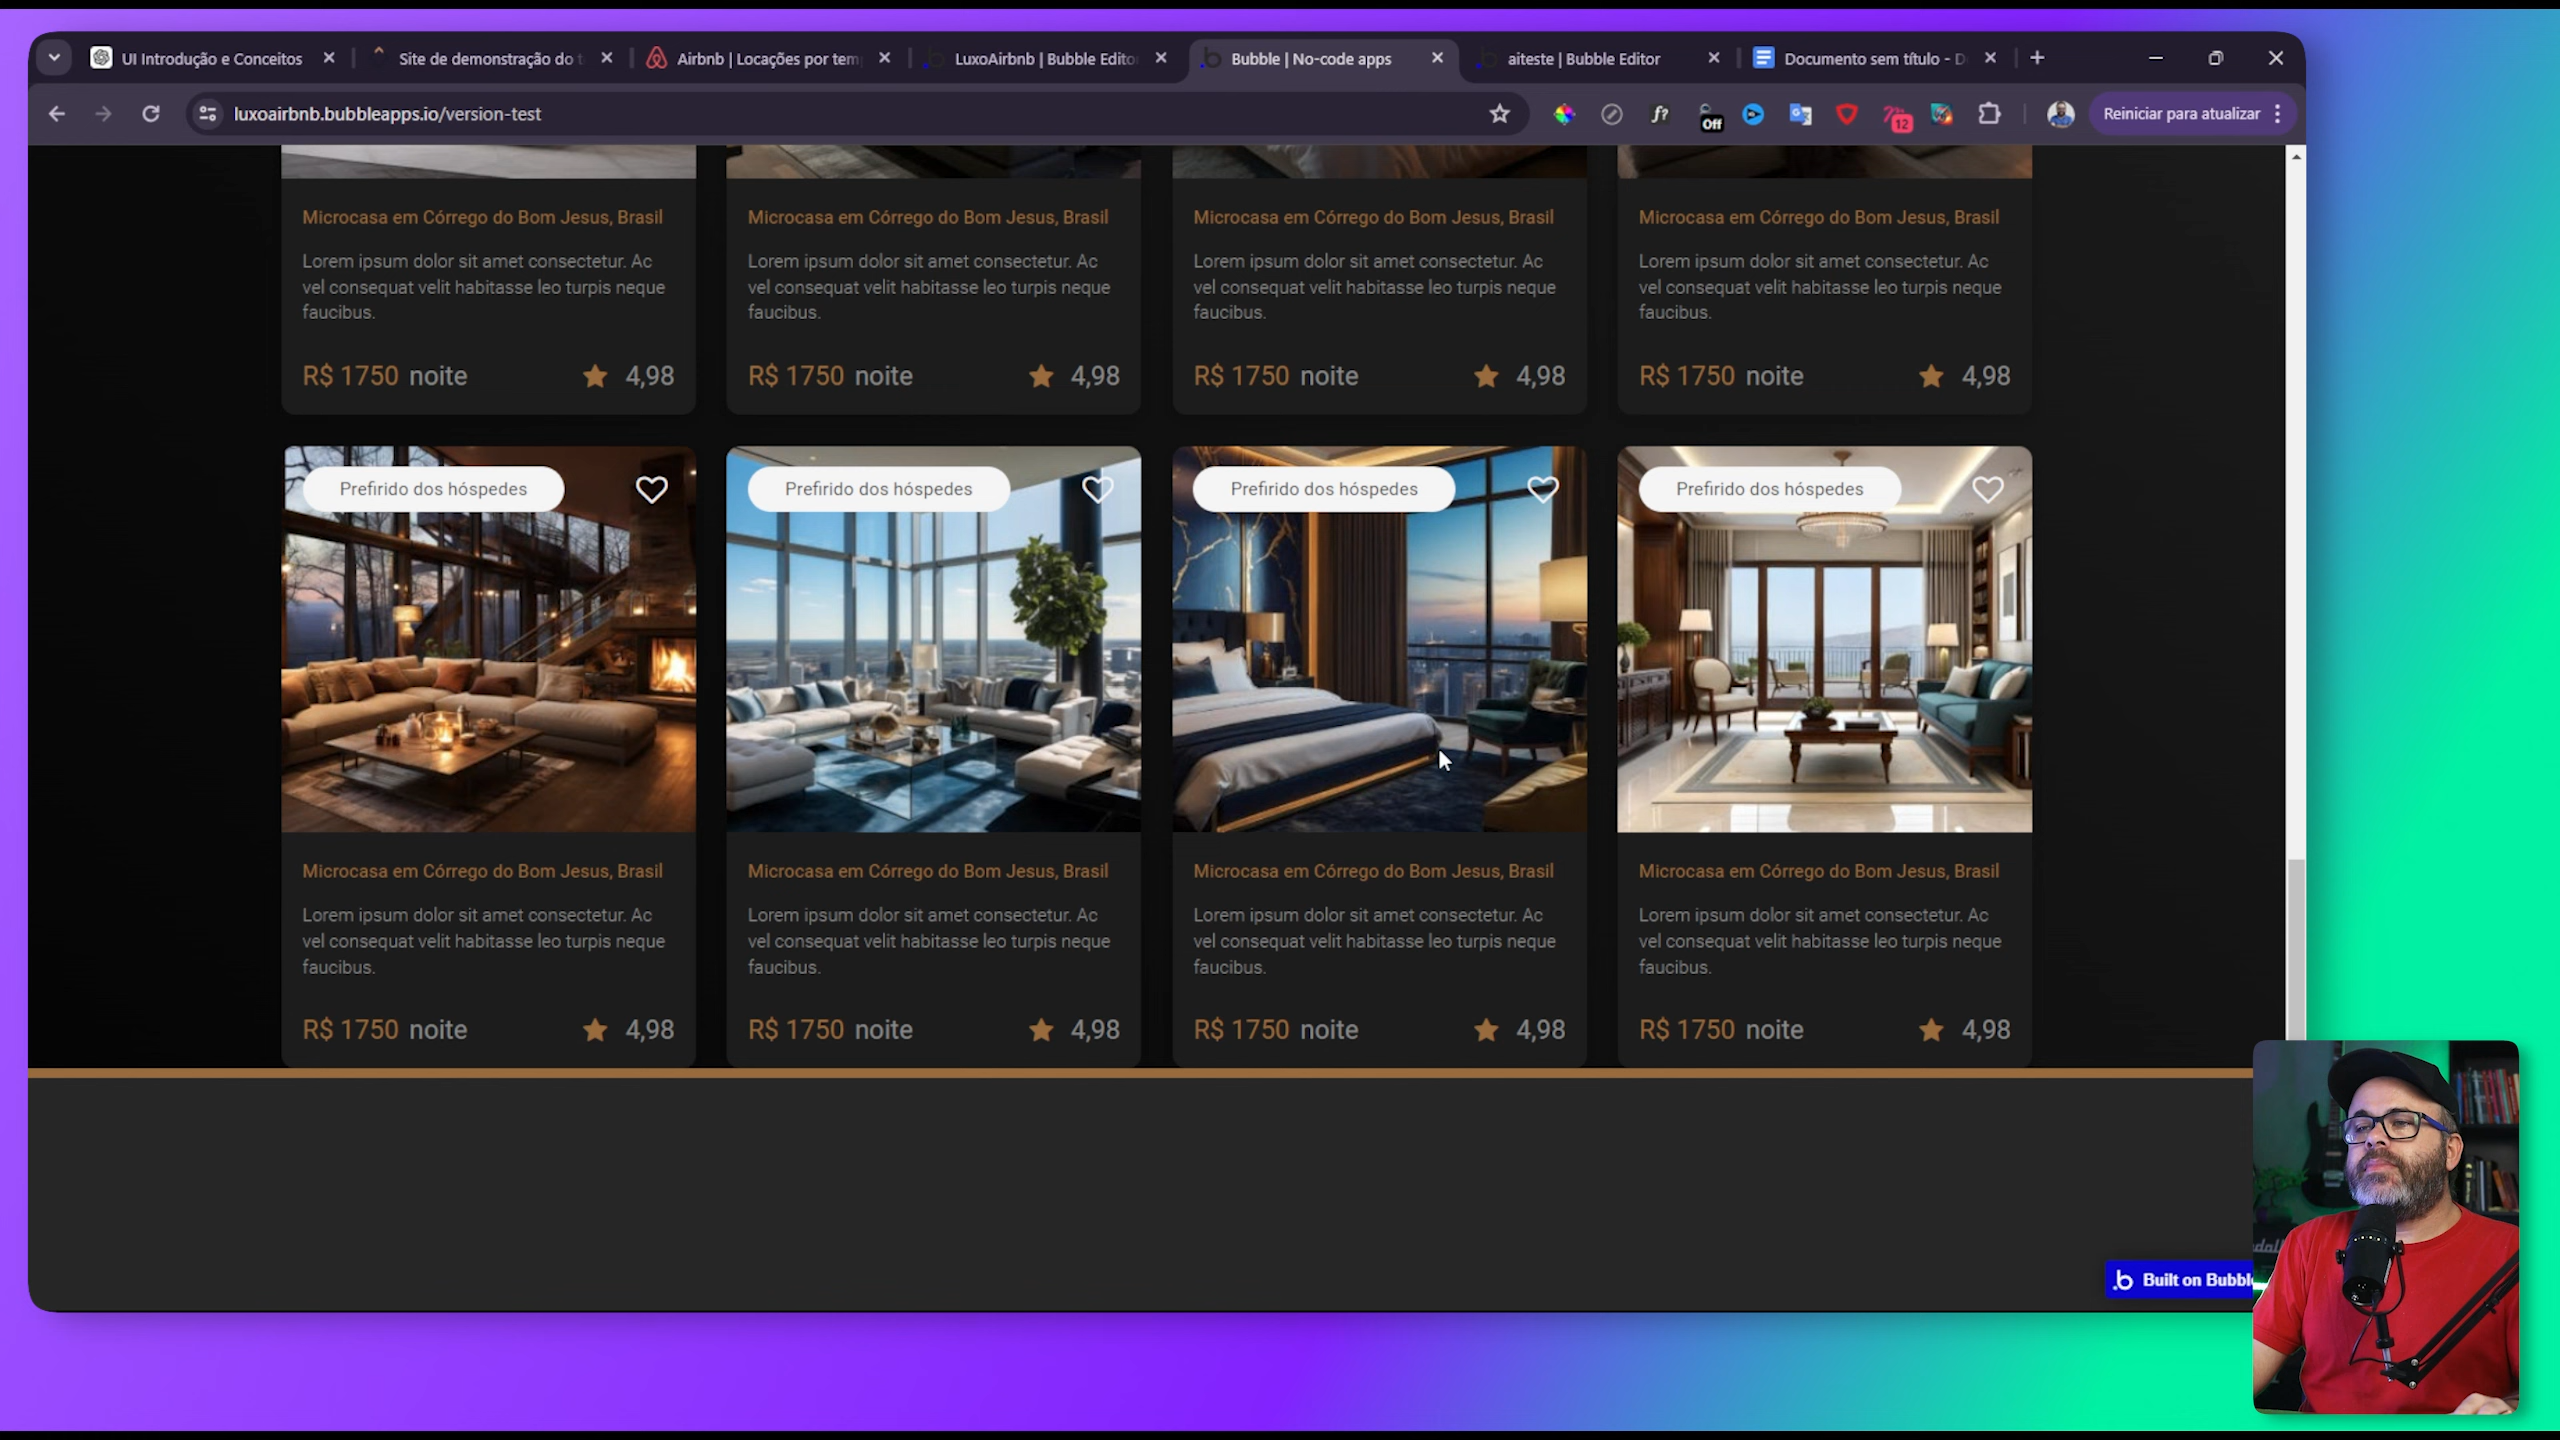 UI Introdução e Conceitos
Site de demonstração do
Airbnb | Locações por tem
LuxoAirbnb | Bubble Edito
Bubble | No-code apps
aiteste | Bubble Editor
Documento sem título - D
luxoairbnb.bubbleapps.io/version-test
f?
Off
12
Reiniciar para atualizar
Microcasa em Córrego do Bom Jesus, Brasil
Lorem ipsum dolor sit amet consectetur. Ac
vel consequat velit habitasse leo turpis neque
faucibus.
R$ 1750 noite 4,98
Microcasa em Córrego do Bom Jesus, Brasil
Lorem ipsum dolor sit amet consectetur. Ac
vel consequat velit habitasse leo turpis neque
faucibus.
R$ 1750 noite 4,98
Microcasa em Córrego do Bom Jesus, Brasil
Lorem ipsum dolor sit amet consectetur. Ac
vel consequat velit habitasse leo turpis neque
faucibus.
R$ 1750 noite 4,98
Microcasa em Córrego do Bom Jesus, Brasil
Lorem ipsum dolor sit amet consectetur. Ac
vel consequat velit habitasse leo turpis neque
faucibus.
R$ 1750 noite 4,98
Prefirido dos hóspedes
Microcasa em Córrego do Bom Jesus, Brasil
Lorem ipsum dolor sit amet consectetur. Ac
vel consequat velit habitasse leo turpis neque
faucibus.
R$ 1750 noite 4,98
Prefirido dos hóspedes
Microcasa em Córrego do Bom Jesus, Brasil
Lorem ipsum dolor sit amet consectetur. Ac
vel consequat velit habitasse leo turpis neque
faucibus.
R$ 1750 noite 4,98
Prefirido dos hóspedes
Microcasa em Córrego do Bom Jesus, Brasil
Lorem ipsum dolor sit amet consectetur. Ac
vel consequat velit habitasse leo turpis neque
faucibus.
R$ 1750 noite 4,98
Prefirido dos hóspedes
Microcasa em Córrego do Bom Jesus, Brasil
Lorem ipsum dolor sit amet consectetur. Ac
vel consequat velit habitasse leo turpis neque
faucibus.
R$ 1750 noite 4,98
Built on Bubble